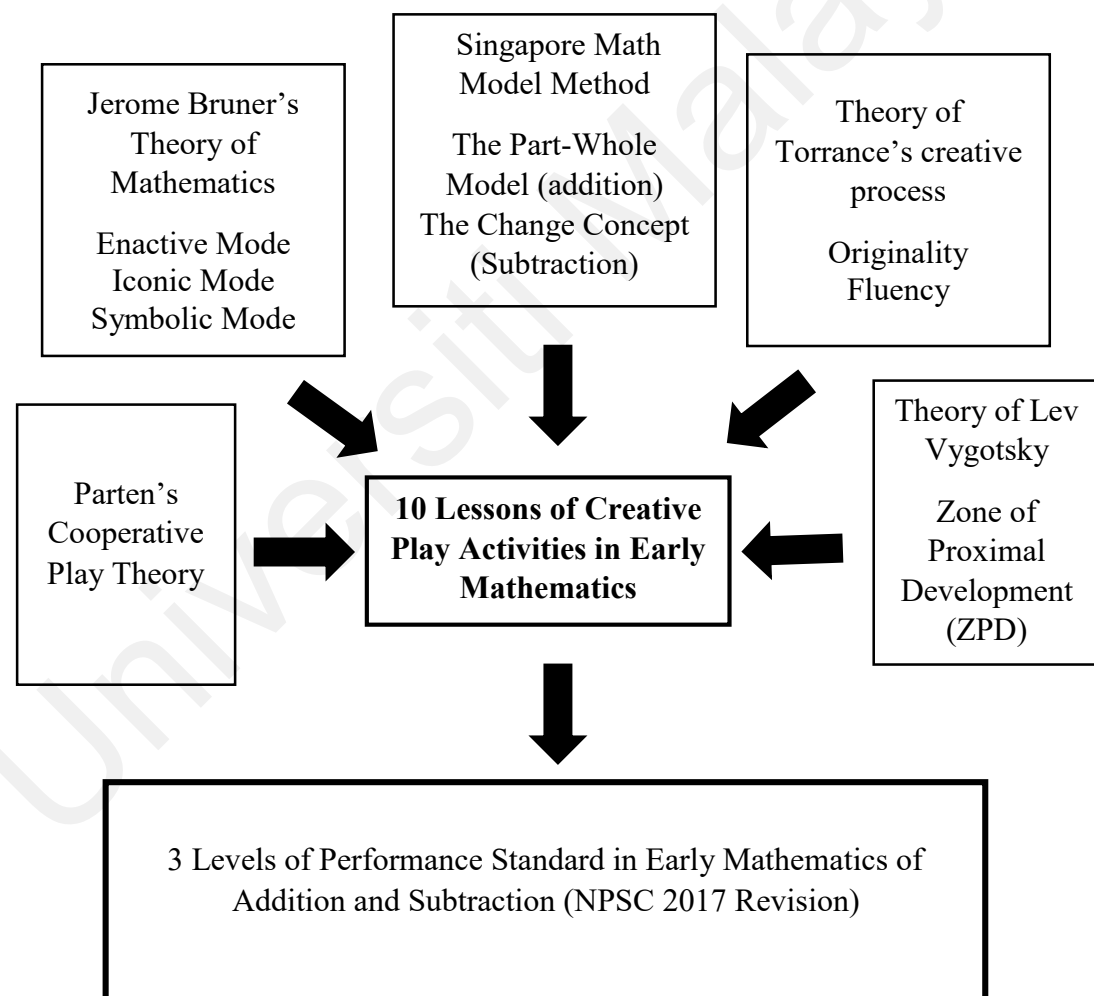 Jerome Bruner's
Theory of
Mathematics
Enactive Mode
Iconic Mode
Symbolic Mode
Singapore Math
Model Method
The Part-Whole
Model (addition)
The Change Concept
(Subtraction)
Theory of
Torrance's creative
process
Originality
Fluency
Parten's
Cooperative
Play Theory
10 Lessons of Creative
Play Activities in Early
Mathematics
Theory of Lev
Vygotsky
Zone of
Proximal
Development
(ZPD)
3 Levels of Performance Standard in Early Mathematics of
Addition and Subtraction (NPSC 2017 Revision)
Universiti Malay